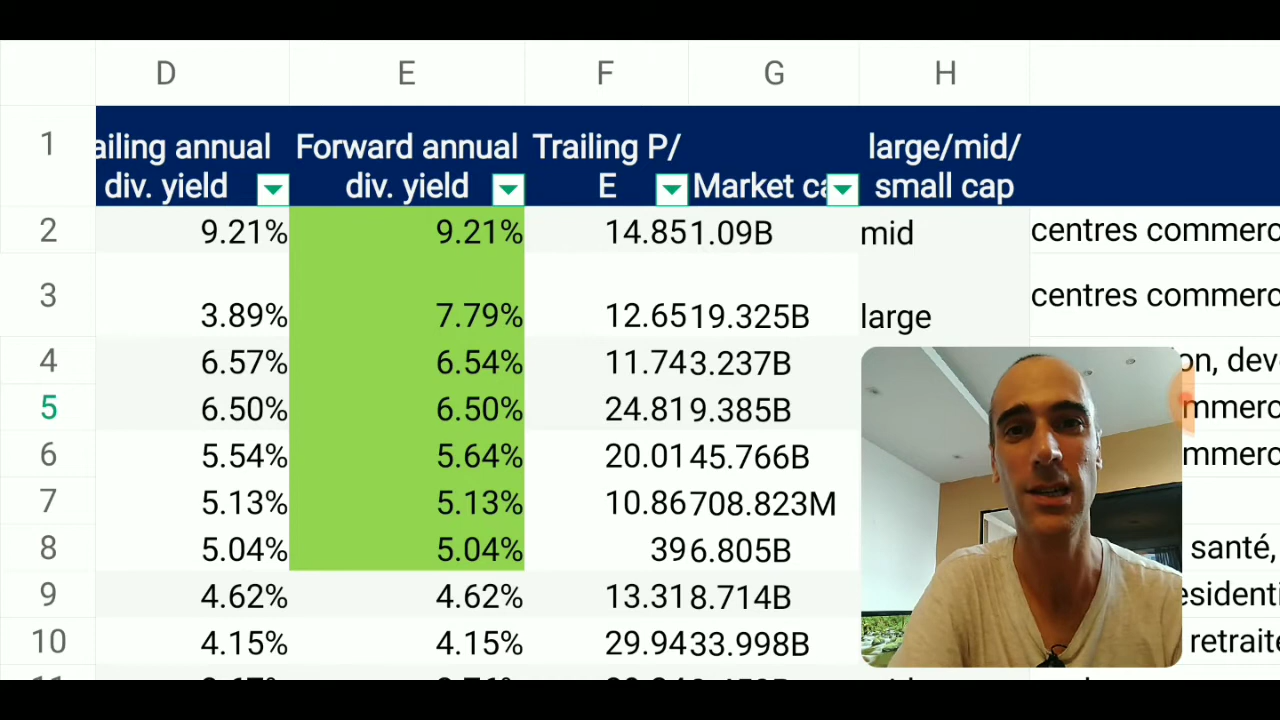 D E F G H
1 ailing annual div. yield Forward annual div. yield Trailing P/ E Market ca large/mid/ small cap
2 9.21% 9.21% 14.85 1.09B mid centres commerc
3 3.89% 7.79% 12.65 19.325B large centres commerc
4 6.57% 6.54% 11.74 3.237B on, dev
5 6.50% 6.50% 24.81 9.385B mmerc
6 5.54% 5.64% 20.01 45.766B mmerc
7 5.13% 5.13% 10.86 708.823M
8 5.04% 5.04% 39 6.805B santé,
9 4.62% 4.62% 13.31 8.714B esidenti
10 4.15% 4.15% 29.94 33.998B retraite